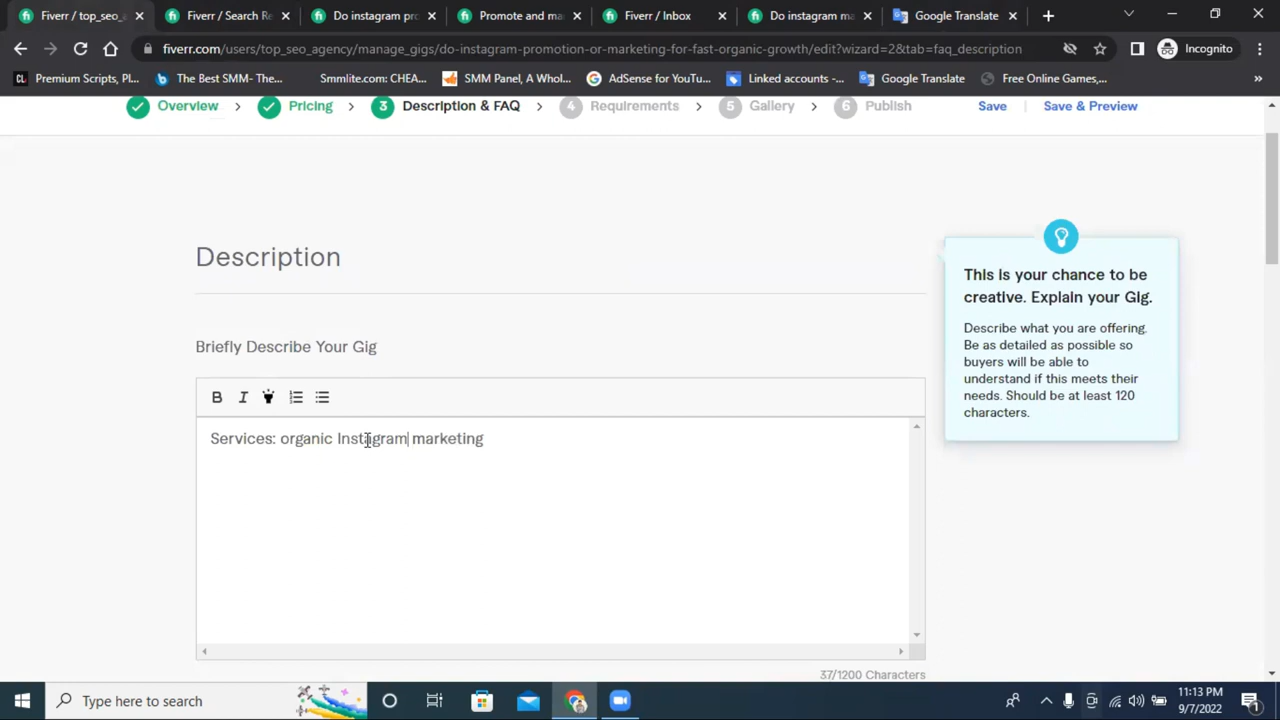 Fiverr / top_seo_
Fiverr / Search Re
Do instagram pro
Promote and ma
Fiverr / Inbox
Do instagram ma
Google Translate
fiverr.com/users/top_seo_agency/manage_gigs/do-instagram-promotion-or-marketing-for-fast-organic-growth/edit?wizard=2&tab=faq_description
Incognito
CL Premium Scripts, Pl...
The Best SMM- The...
Smmlite.com: CHEA...
SMM Panel, A Whol...
AdSense for YouTu...
Linked accounts -...
Google Translate
Free Online Games,...
»
Overview
Pricing
3 Description & FAQ
4 Requirements
5 Gallery
6 Publish
Save
Save & Preview
Description
Briefly Describe Your Gig
B I
Services: organic Instagram marketing
37/1200 Characters
This is your chance to be
creative. Explain your Gig.
Describe what you are offering.
Be as detailed as possible so
buyers will be able to
understand if this meets their
needs. Should be at least 120
characters.
Type here to search
11:13 PM
9/7/2022
1